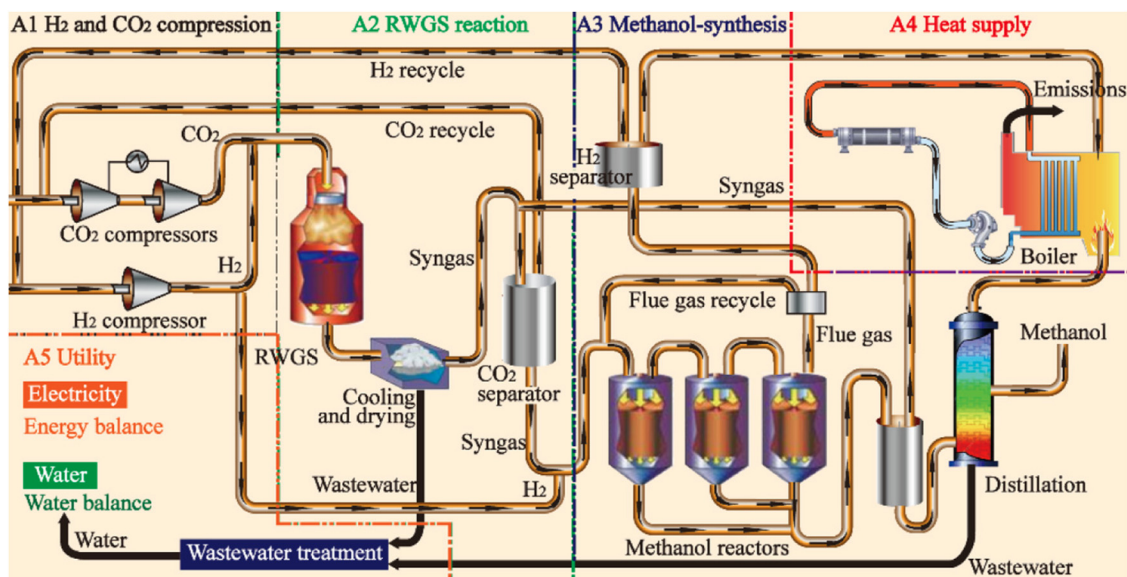 A1 H2 and CO2 compression
A2 RWGS reaction
A3 Methanol-synthesis
A4 Heat supply
H2 recycle
Emissions
CO2 recycle
CO2
H2
separator
Syngas
CO2 compressors
H2
Syngas
Boiler
Flue gas recycle
H2 compressor
Flue gas
Methanol
RWGS
A5 Utility
Electricity
Energy balance
Cooling
and drying
CO2
separator
Syngas
Water
Water balance
Wastewater
H2
Distillation
Water
Wastewater treatment
Methanol reactors
Wastewater